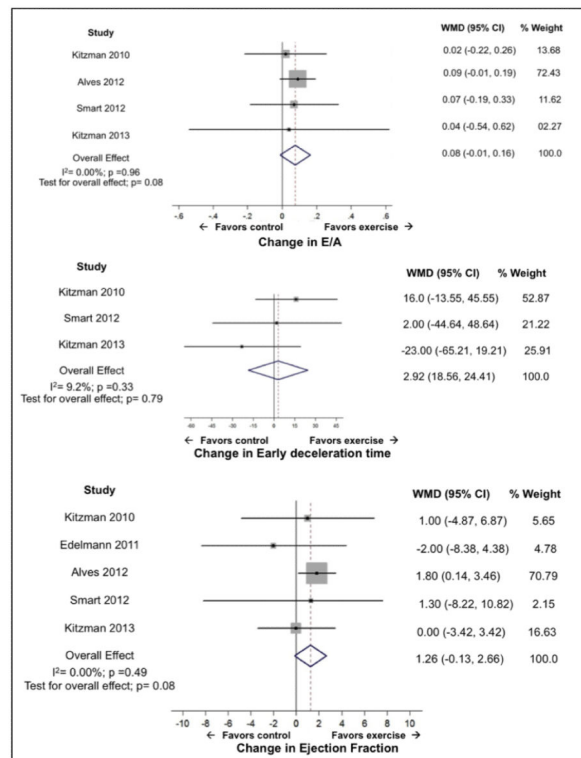 Study WMD (95% CI) % Weight
Kitzman 2010 0.02 (-0.22, 0.26) 13.68
Alves 2012 0.09 (-0.01, 0.19) 72.43
Smart 2012 0.07 (-0.19, 0.33) 11.62
Kitzman 2013 0.04 (-0.54, 0.62) 02.27
Overall Effect 0.08 (-0.01, 0.16) 100.0
I²= 0.00%; p =0.96
Test for overall effect; p= 0.08
-.6 -.4 -.2 0 .2 .4 .6
← Favors control Favors exercise →
Change in E/A
Study WMD (95% CI) % Weight
Kitzman 2010 16.0 (-13.55, 45.55) 52.87
Smart 2012 2.00 (-44.64, 48.64) 21.22
Kitzman 2013 -23.00 (-65.21, 19.21) 25.91
Overall Effect 2.92 (18.56, 24.41) 100.0
I²= 9.2%; p =0.33
Test for overall effect; p= 0.79
-60 -45 -30 -15 0 15 30 45
← Favors control Favors exercise →
Change in Early deceleration time
Study WMD (95% CI) % Weight
Kitzman 2010 1.00 (-4.87, 6.87) 5.65
Edelmann 2011 -2.00 (-8.38, 4.38) 4.78
Alves 2012 1.80 (0.14, 3.46) 70.79
Smart 2012 1.30 (-8.22, 10.82) 2.15
Kitzman 2013 0.00 (-3.42, 3.42) 16.63
Overall Effect 1.26 (-0.13, 2.66) 100.0
I²= 0.00%; p =0.49
Test for overall effect; p= 0.08
-10 -8 -6 -4 -2 0 2 4 6 8 10
← Favors control Favors exercise →
Change in Ejection Fraction